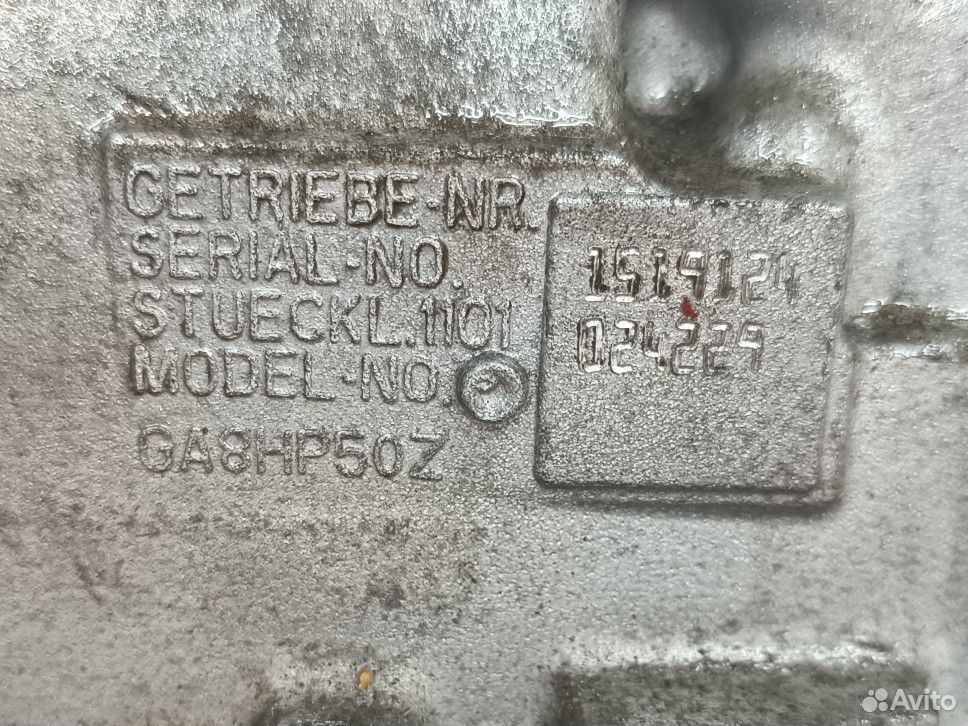 GETRIEBE-NR.
SERIAL-NO.
STUECKL.1101
MODEL-NO.
GA8HP50Z
1519124
024229
Avito